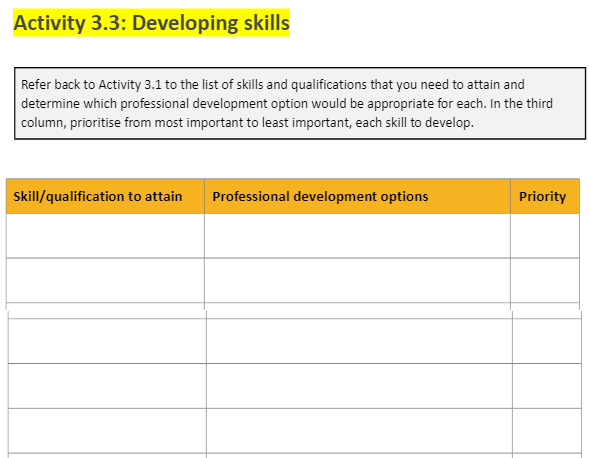 Activity 3.3: Developing skills
Refer back to Activity 3.1 to the list of skills and qualifications that you need to attain and
determine which professional development option would be appropriate for each. In the third
column, prioritise from most important to least important, each skill to develop.
Skill/qualification to attain Professional development options Priority